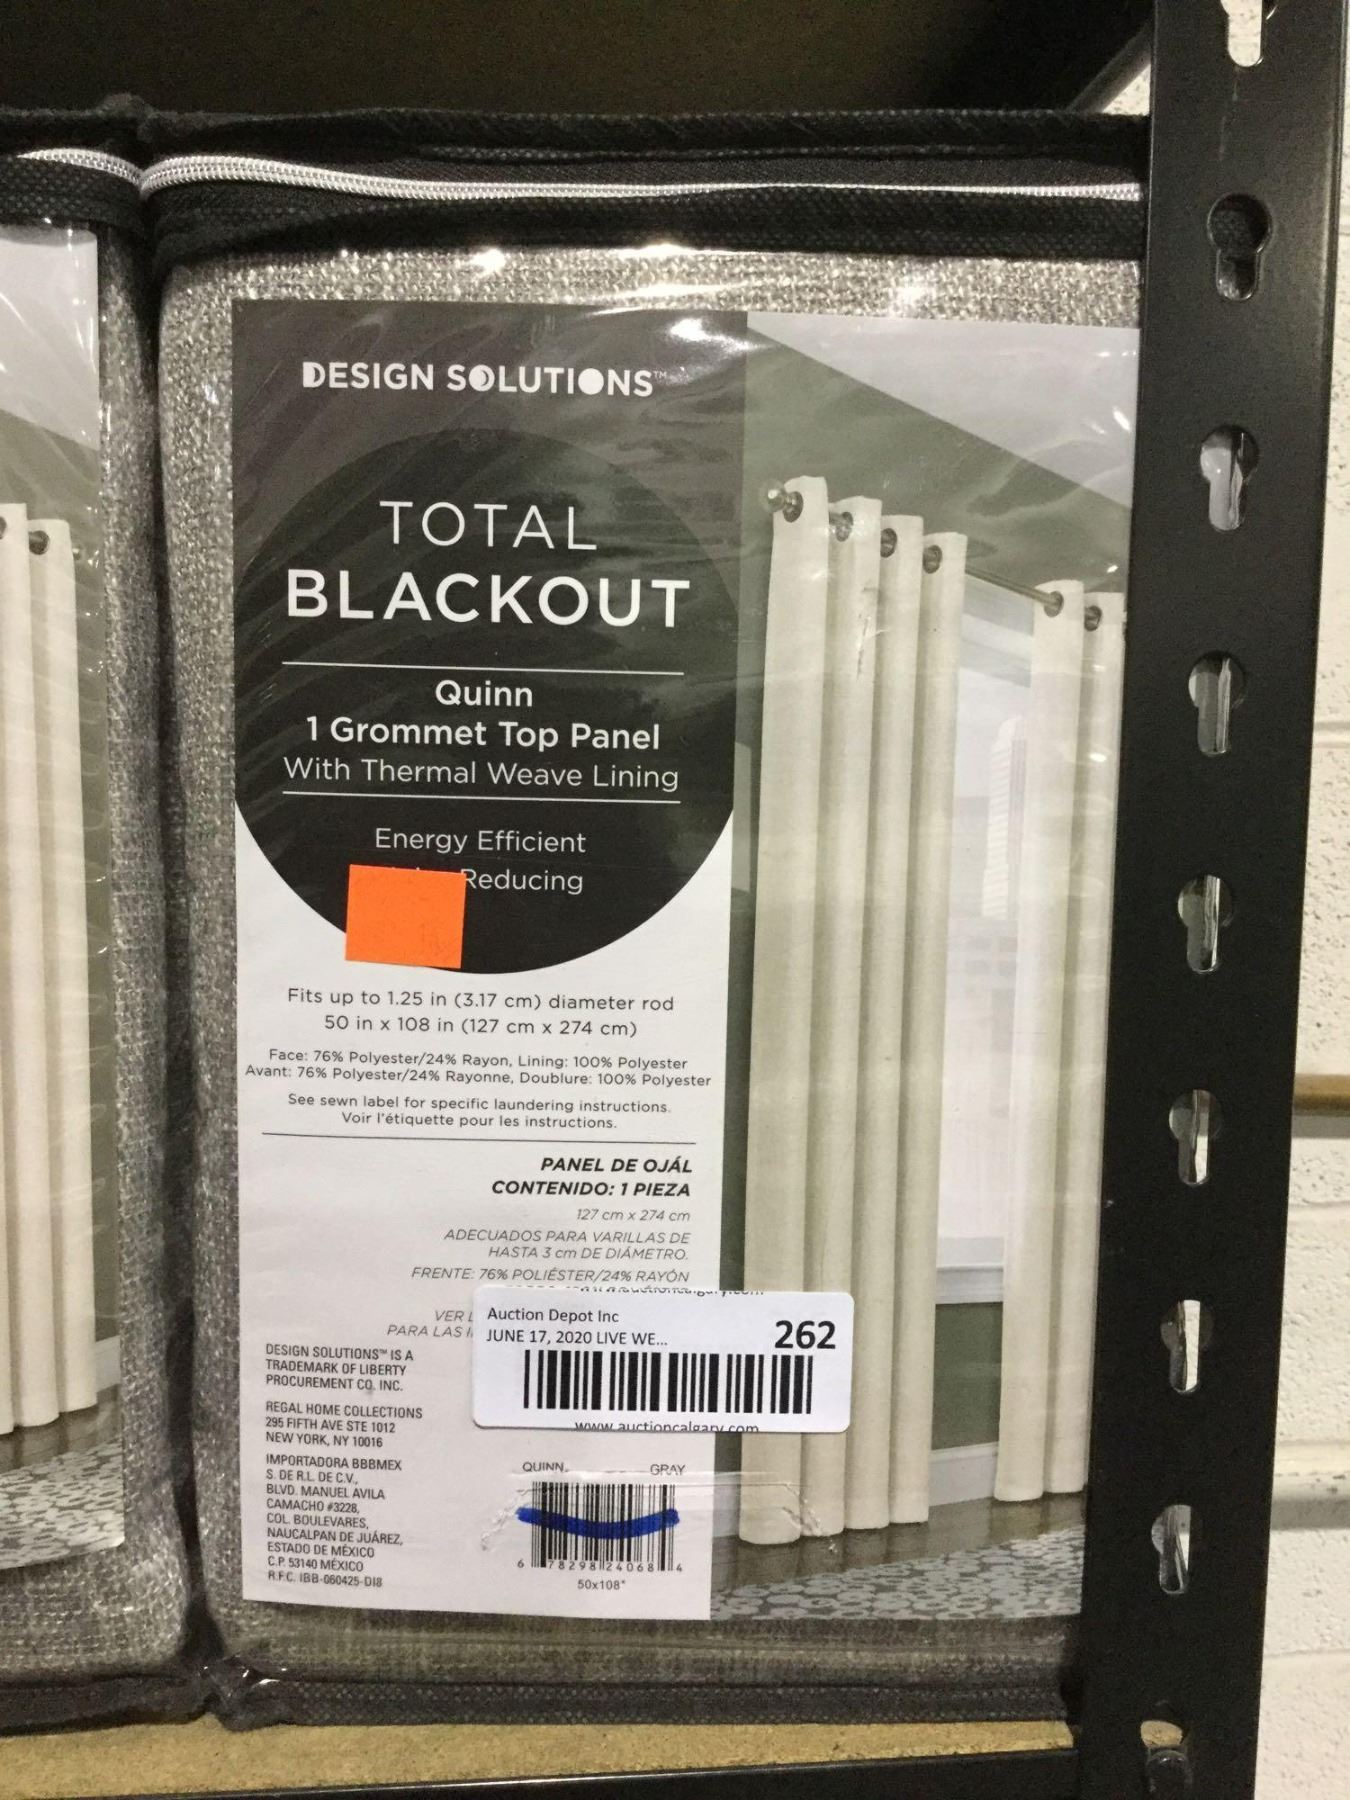 DESIGN SOLUTIONS™
TOTAL
BLACKOUT
Quinn
1 Grommet Top Panel
With Thermal Weave Lining
Energy Efficient
Reducing
Fits up to 1.25 in (3.17 cm) diameter rod
50 in x 108 in (127 cm x 274 cm)
Face: 76% Polyester/24% Rayon, Lining: 100% Polyester
Avant: 76% Polyester/24% Rayonne, Doublure: 100% Polyester
See sewn label for specific laundering instructions.
Voir l'étiquette pour les instructions.
PANEL DE OJÁL
CONTENIDO: 1 PIEZA
127 cm x 274 cm
ADECUADOS PARA VARILLAS DE
HASTA 3 cm DE DIÁMETRO.
FRENTE: 76% POLIÉSTER/24% RAYÓN
VER
PARA LAS
Auction Depot Inc
JUNE 17, 2020 LIVE WE...
262
www.auctioncalgary.com
DESIGN SOLUTIONS™ IS A
TRADEMARK OF LIBERTY
PROCUREMENT CO. INC.
REGAL HOME COLLECTIONS
295 FIFTH AVE STE 1012
NEW YORK, NY 10016
IMPORTADORA BBBMEX
S. DE R.L. DE C.V.,
BLVD. MANUEL AVILA
CAMACHO #3228,
COL. BOULEVARES,
NAUCALPAN DE JUÁREZ,
ESTADO DE MÉXICO
C.P. 53140 MÉXICO
R.F.C. IBB-060425-DI8
QUINN GRAY
6 78298 24068 4
50x108"